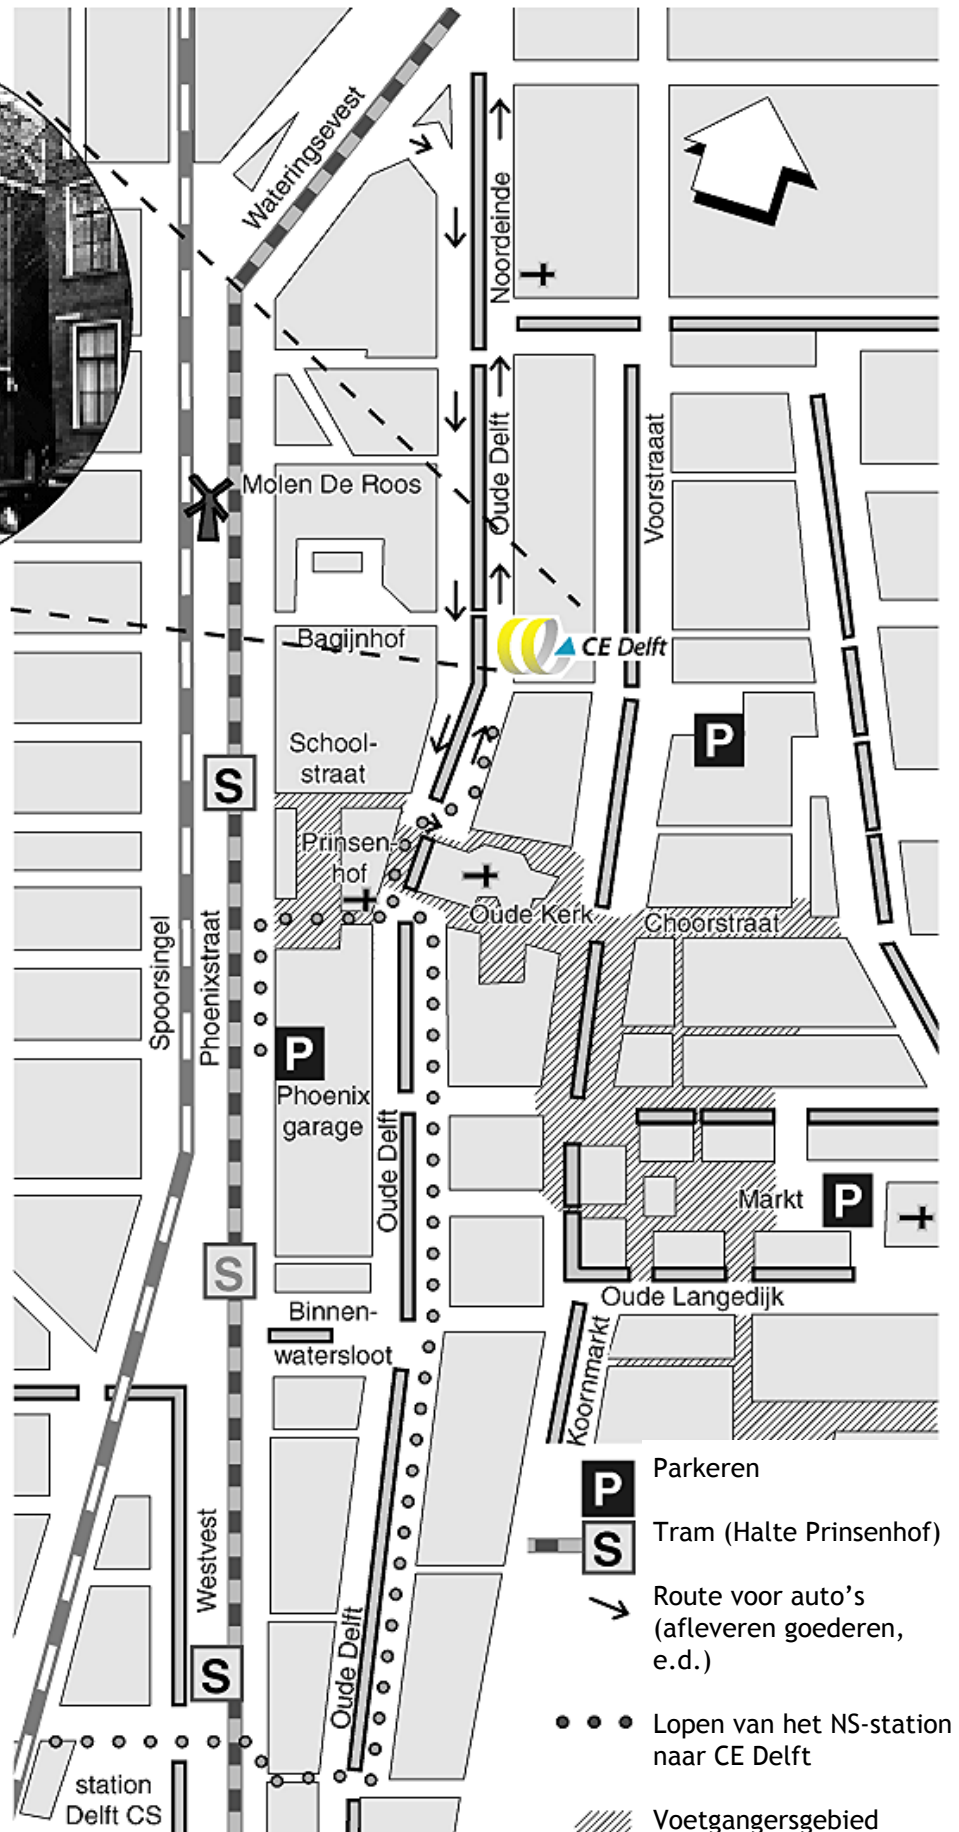 Wateringsevest
Noordeinde
Molen De Roos
Oude Delft
Voorstraaat
Bagijnhof
CE Delft
P
School-
straat
S
Prinsen-
hof
Oude Kerk
Choorstraat
Spoorsingel
Phoenixstraat
P
Phoenix
garage
Oude Delft
Markt
P
S
Binnen-
watersloot
Oude Langedijk
Koornmarkt
Westvest
Oude Delft
S
station
Delft CS
P
Parkeren
S
Tram (Halte Prinsenhof)
Route voor auto's
(afleveren goederen,
e.d.)
Lopen van het NS-station
naar CE Delft
Voetgangersgebied